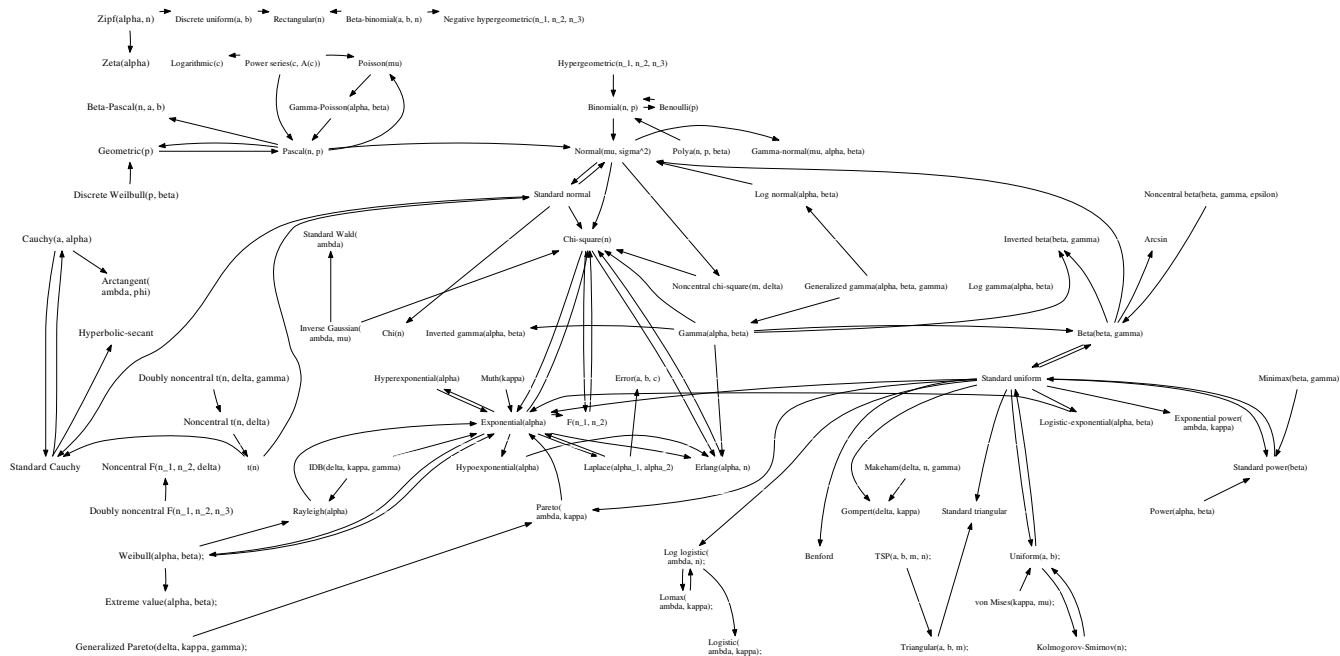 Zipf(alpha, n)
Discrete uniform(a, b)
Rectangular(n)
Beta-binomial(a, b, n)
Negative hypergeometric(n_1, n_2, n_3)
Zeta(alpha)
Logarithmic(c)
Power series(c, A(c))
Poisson(mu)
Hypergeometric(n_1, n_2, n_3)
Beta-Pascal(n, a, b)
Gamma-Poisson(alpha, beta)
Binomial(n, p)
Benoulli(p)
Geometric(p)
Pascal(n, p)
Normal(mu, sigma^2)
Polya(n, p, beta)
Gamma-normal(mu, alpha, beta)
Discrete Weibull(p, beta)
Standard normal
Log normal(alpha, beta)
Noncentral beta(beta, gamma, epsilon)
Cauchy(a, alpha)
Standard Wald(
ambda)
Chi-square(n)
Inverted beta(beta, gamma)
Arcsin
Arctangent(
ambda, phi)
Noncentral chi-square(m, delta)
Generalized gamma(alpha, beta, gamma)
Log gamma(alpha, beta)
Hyperbolic-secant
Inverse Gaussian(
ambda, mu)
Chi(n)
Inverted gamma(alpha, beta)
Gamma(alpha, beta)
Beta(beta, gamma)
Doubly noncentral t(n, delta, gamma)
Hyperexponential(alpha)
Muth(kappa)
Error(a, b, c)
Standard uniform
Minimax(beta, gamma)
Noncentral t(n, delta)
Exponential(alpha)
F(n_1, n_2)
Logistic-exponential(alpha, beta)
Exponential power(
ambda, kappa)
Standard Cauchy
Noncentral F(n_1, n_2, delta)
t(n)
IDB(delta, kappa, gamma)
Hypoexponential(alpha)
Laplace(alpha_1, alpha_2)
Erlang(alpha, n)
Makeham(delta, n, gamma)
Standard power(beta)
Doubly noncentral F(n_1, n_2, n_3)
Rayleigh(alpha)
Pareto(
ambda, kappa)
Gompert(delta, kappa)
Standard triangular
Power(alpha, beta)
Weibull(alpha, beta);
Log logistic(
ambda, n);
Benford
TSP(a, b, m, n);
Uniform(a, b);
Extreme value(alpha, beta);
Lomax(
ambda, kappa);
von Mises(kappa, mu);
Generalized Pareto(delta, kappa, gamma);
Logistic(
ambda, kappa);
Triangular(a, b, m);
Kolmogorov-Smirnov(n);